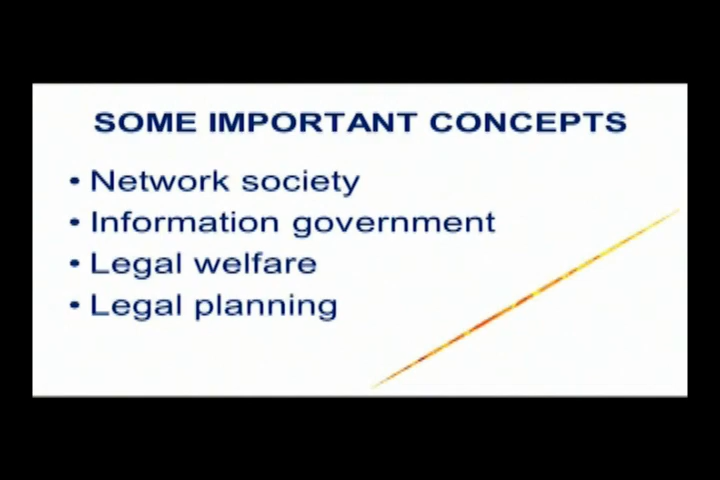 SOME IMPORTANT CONCEPTS
• Network society
• Information government
• Legal welfare
• Legal planning